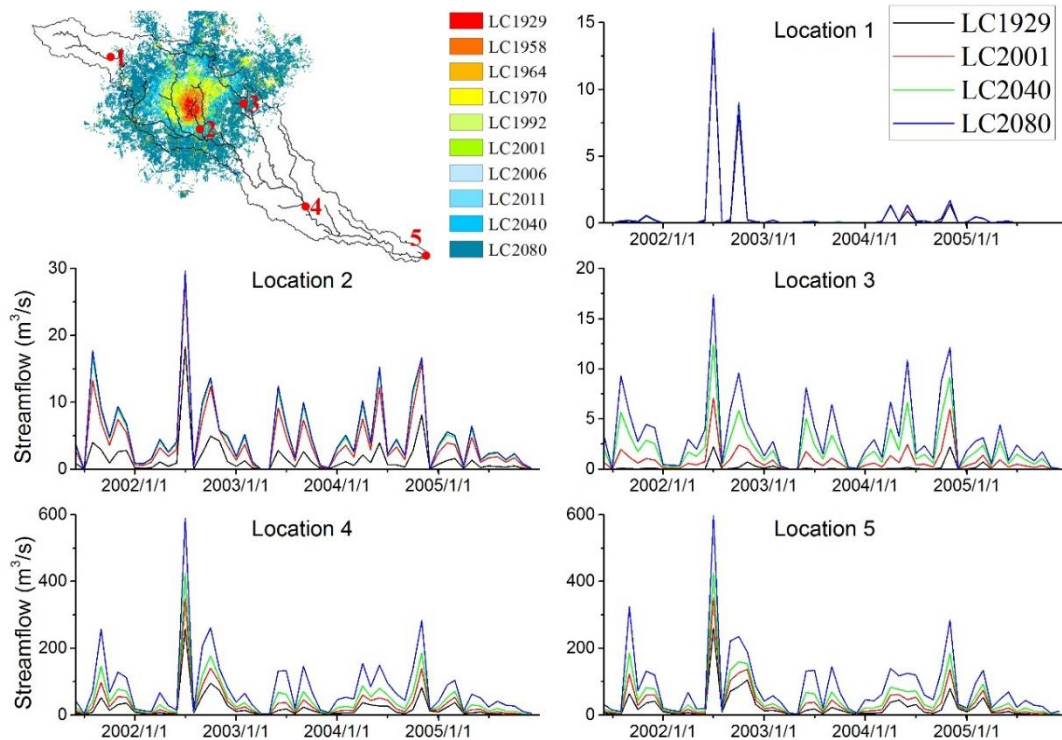 1
2
3
4
5
LC1929
LC1958
LC1964
LC1970
LC1992
LC2001
LC2006
LC2011
LC2040
LC2080
Location 1
LC1929
LC2001
LC2040
LC2080
15
10
5
0
2002/1/1 2003/1/1 2004/1/1 2005/1/1
Location 2
Streamflow (m³/s)
30
20
10
0
2002/1/1 2003/1/1 2004/1/1 2005/1/1
Location 3
20
15
10
5
0
2002/1/1 2003/1/1 2004/1/1 2005/1/1
Location 4
Streamflow (m³/s)
600
400
200
0
2002/1/1 2003/1/1 2004/1/1 2005/1/1
Location 5
600
400
200
0
2002/1/1 2003/1/1 2004/1/1 2005/1/1